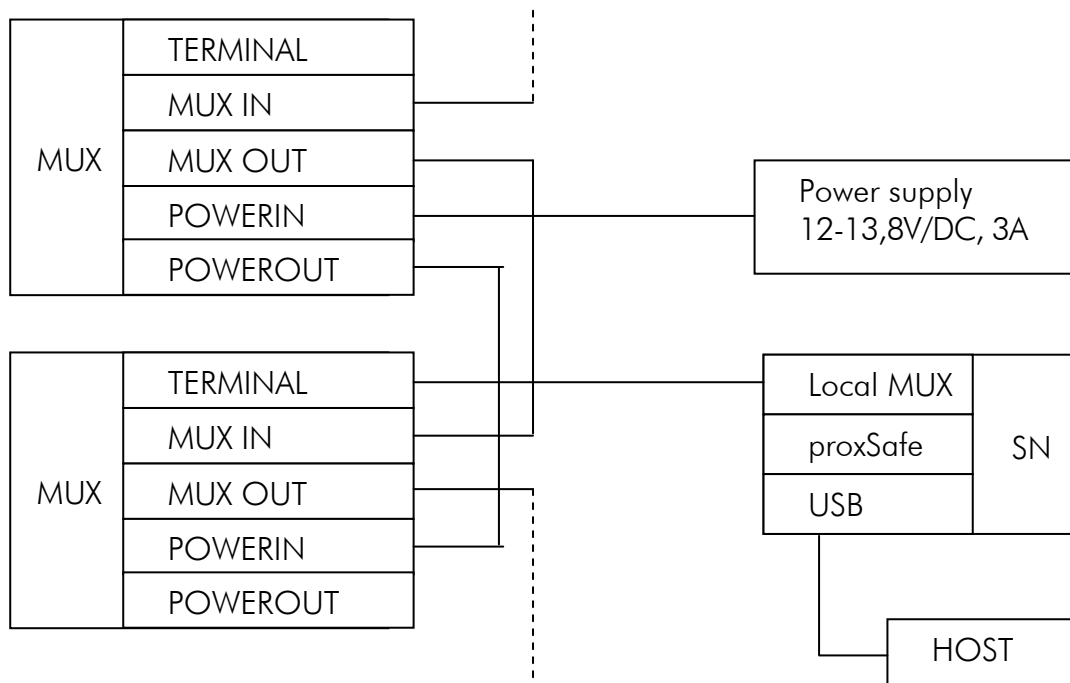 MUX
TERMINAL
MUX IN
MUX OUT
POWERIN
POWEROUT
Power supply
12-13,8V/DC, 3A
MUX
TERMINAL
MUX IN
MUX OUT
POWERIN
POWEROUT
Local MUX
proxSafe
USB
SN
HOST